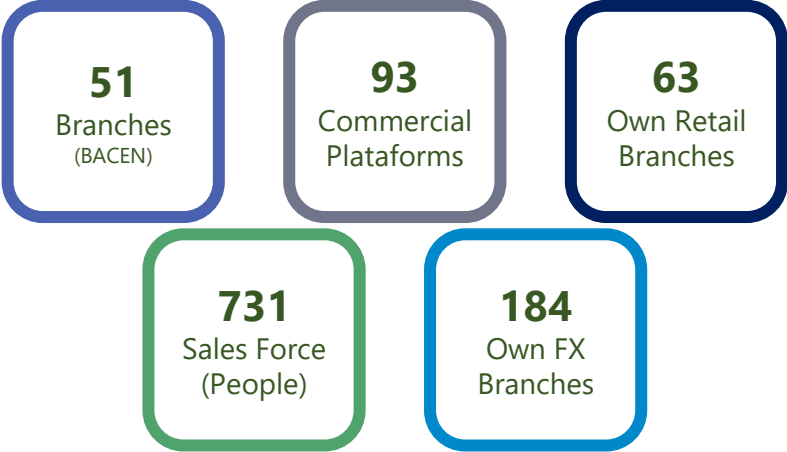 51
Branches
(BACEN)
93
Commercial
Plataforms
63
Own Retail
Branches
731
Sales Force
(People)
184
Own FX
Branches